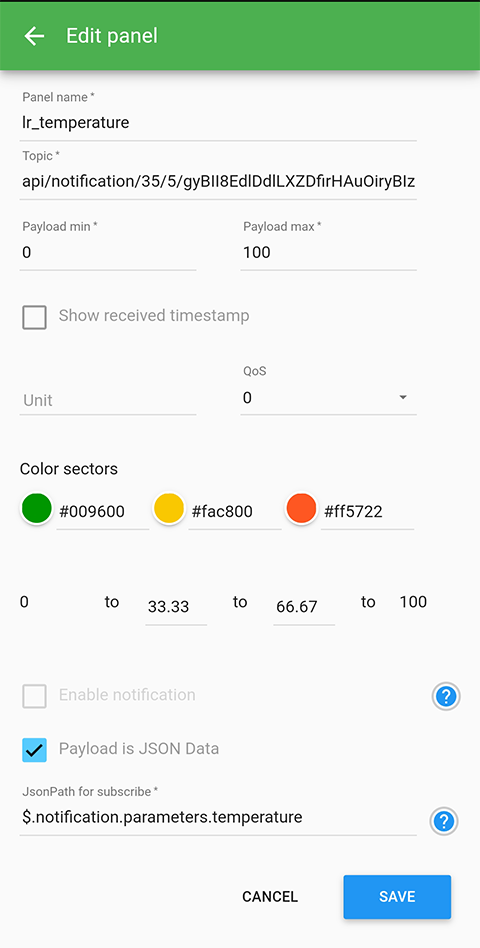 Edit panel
Panel name *
lr_temperature
Topic *
api/notification/35/5/gyBII8EdlDdlLXZDfirHAuOiryBIz
Payload min * Payload max *
0 100
Show received timestamp
QoS
Unit 0
Color sectors
#009600 #fac800 #ff5722
0 to 33.33 to 66.67 to 100
Enable notification ?
Payload is JSON Data
JsonPath for subscribe *
$.notification.parameters.temperature ?
CANCEL SAVE